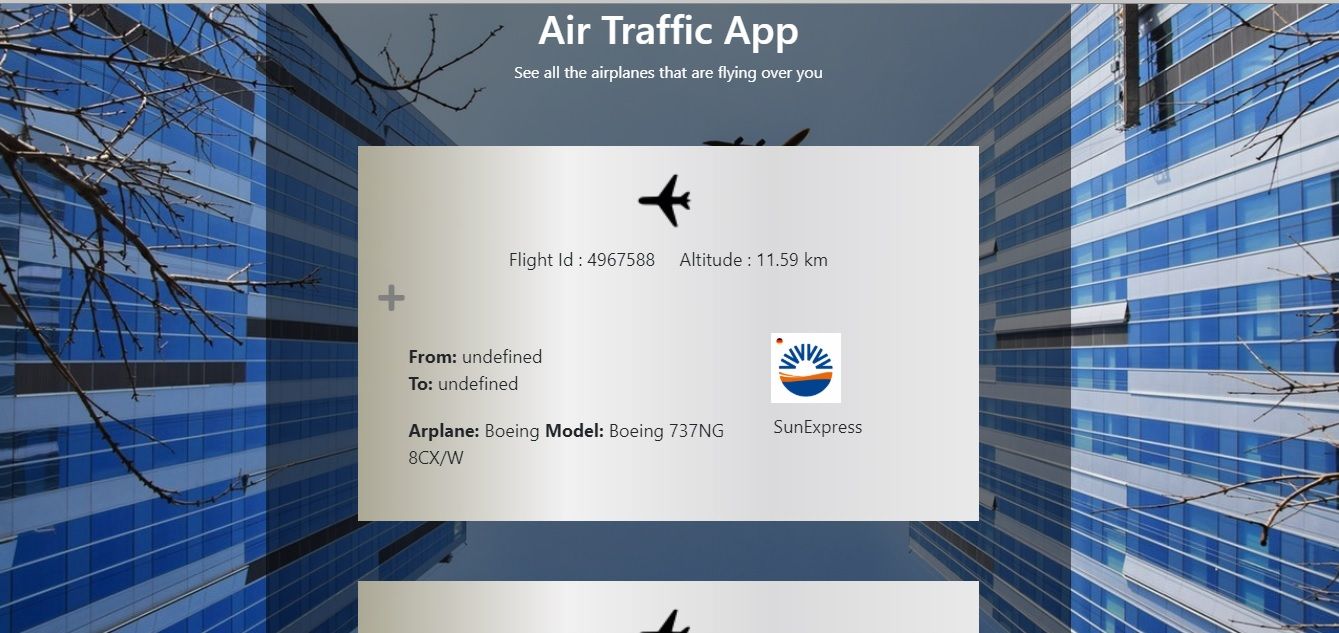 Air Traffic App
See all the airplanes that are flying over you
Flight Id : 4967588 Altitude : 11.59 km
From: undefined
To: undefined
Arplane: Boeing Model: Boeing 737NG
8CX/W
SunExpress